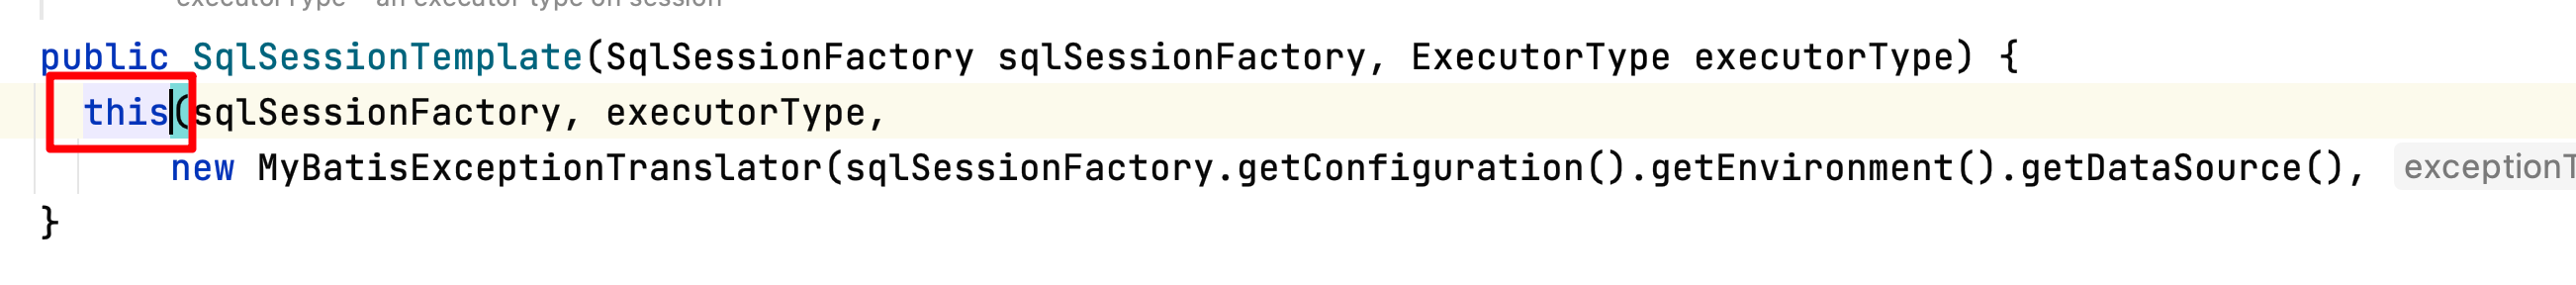 executorType – an executor type on session
public SqlSessionTemplate(SqlSessionFactory sqlSessionFactory, ExecutorType executorType) {
this(sqlSessionFactory, executorType,
new MyBatisExceptionTranslator(sqlSessionFactory.getConfiguration().getEnvironment().getDataSource(), exceptionT
}